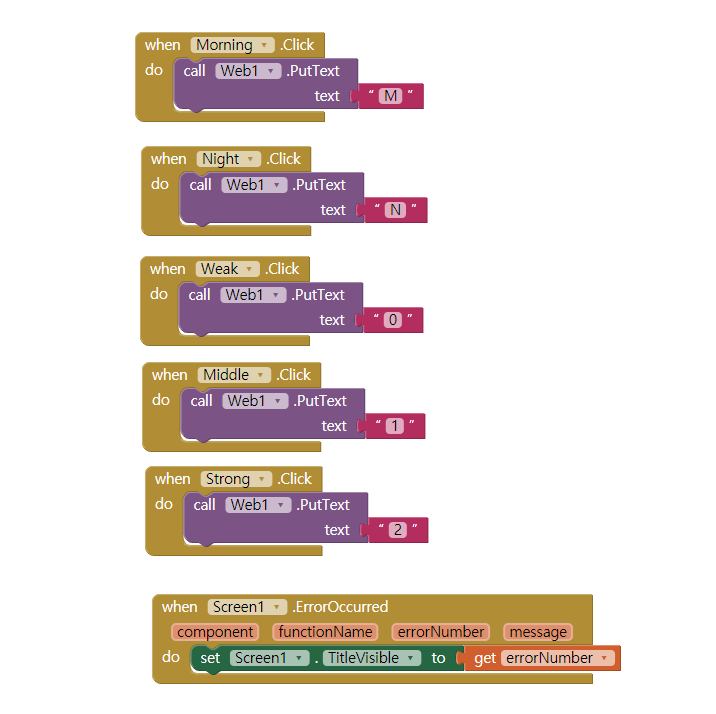 when Morning .Click
do call Web1 .PutText
text " M "
when Night .Click
do call Web1 .PutText
text " N "
when Weak .Click
do call Web1 .PutText
text " 0 "
when Middle .Click
do call Web1 .PutText
text " 1 "
when Strong .Click
do call Web1 .PutText
text " 2 "
when Screen1 .ErrorOccurred
component functionName errorNumber message
do set Screen1 . TitleVisible to get errorNumber